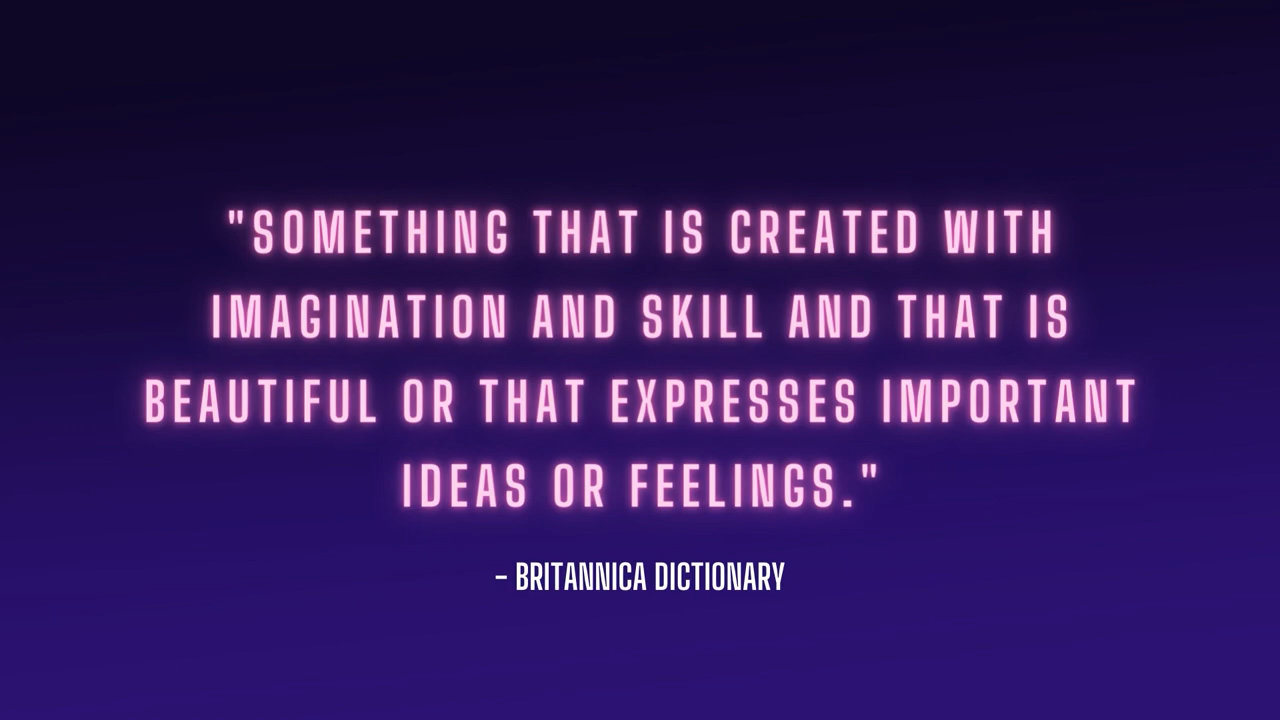 "SOMETHING THAT IS CREATED WITH
IMAGINATION AND SKILL AND THAT IS
BEAUTIFUL OR THAT EXPRESSES IMPORTANT
IDEAS OR FEELINGS."
- BRITANNICA DICTIONARY